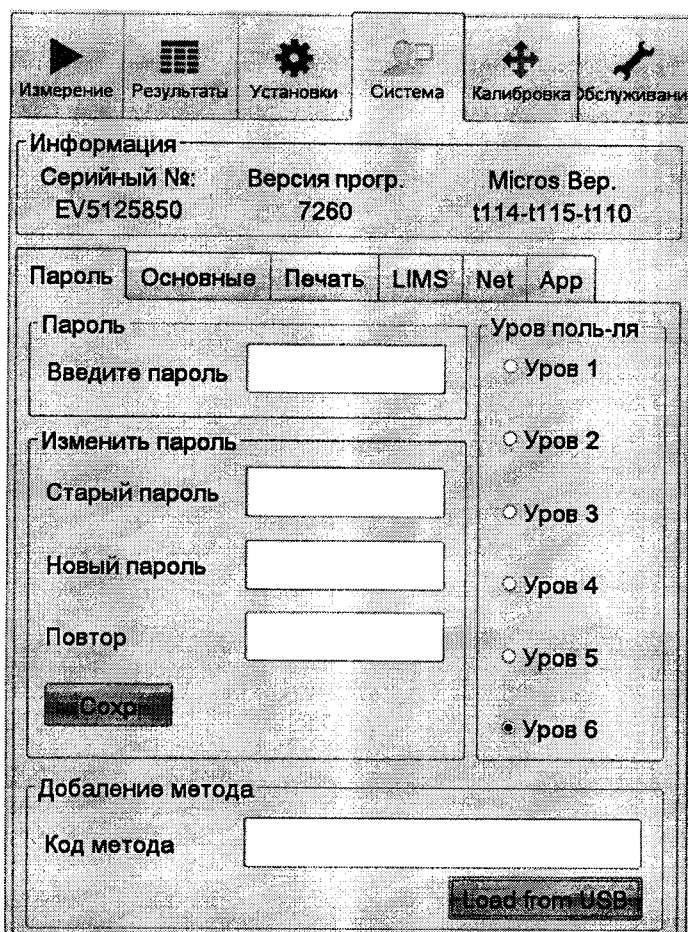 Измерение Результаты Установки Система Калибровка Обслуживани
Информация
Серийный №: Версия прогр. Micros Вер.
EV5125850 7260 t114-t115-t110
Пароль Основные Печать LIMS Net App
Пароль
Введите пароль
Изменить пароль
Старый пароль
Новый пароль
Повтор
Сохр
Уров поль-ля
Уров 1
Уров 2
Уров 3
Уров 4
Уров 5
Уров 6
Добаление метода
Код метода
Load from USB